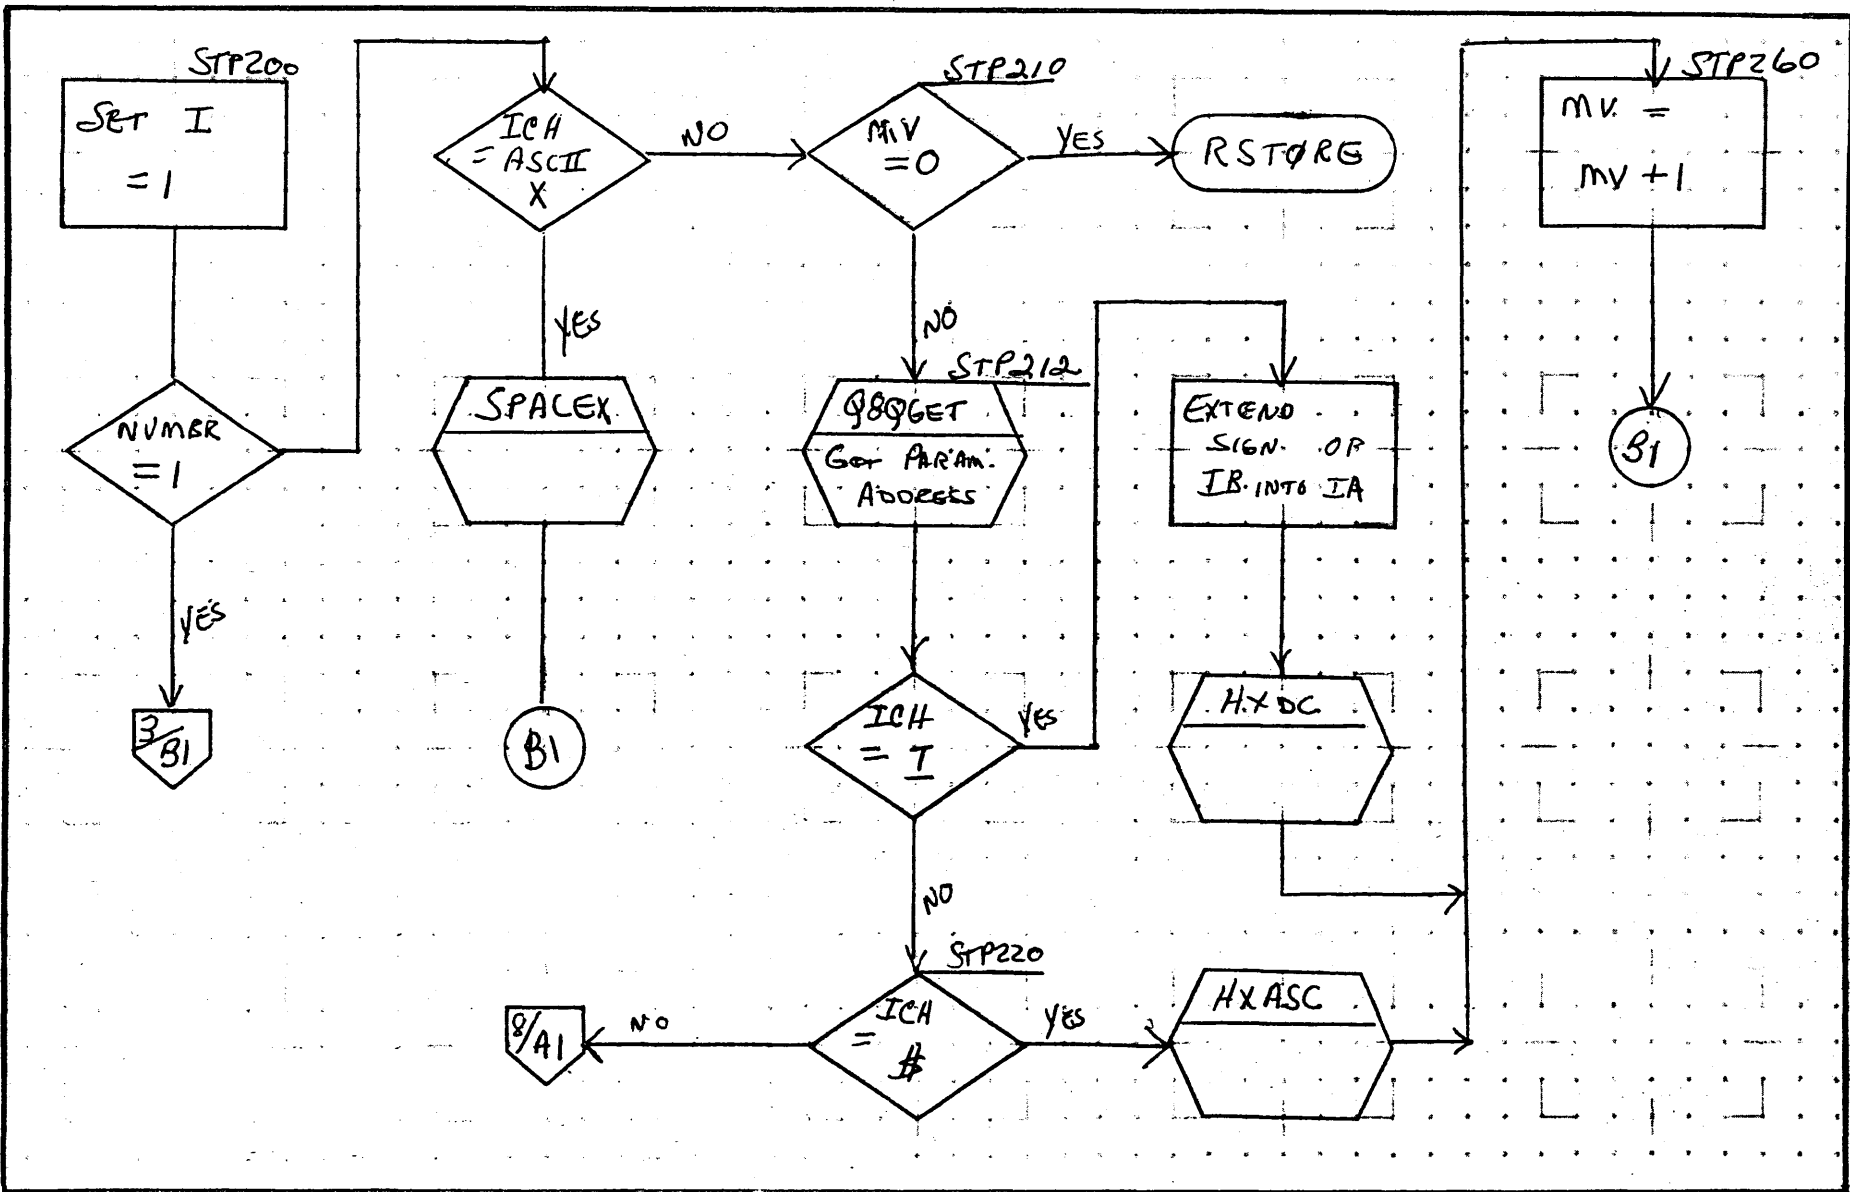 STP200
SET I
= 1
NUMBR
= 1
YES
3/B1
ICH
= ASCII
X
NO
YES
SPACEX
B1
STP210
MV
= 0
YES
RSTØRE
NO
STP212
Q8QGET
GET PARAM.
ADDRESS
ICH
= I
YES
EXTEND
SIGN OF
IB INTO IA
HXDC
NO
STP220
ICH
= $
NO
8/A1
YES
HXASC
STP260
MV =
MV + 1
B1